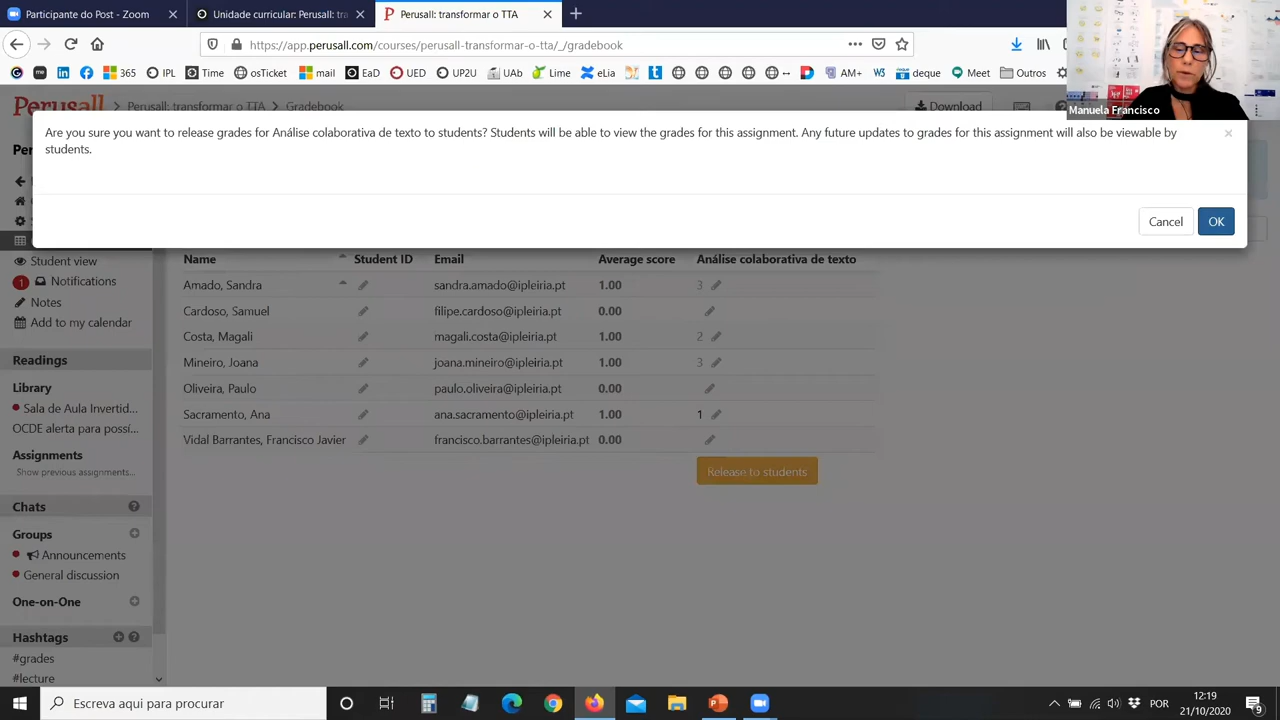 Participante do Post - Zoom
Unidade curricular: Perusall: tr
Perusall: transformar o TTA
https://app.perusall.com/courses/perusall-transformar-o-tta/_/gradebook
365 IPL Time osTicket mail EaD UED UP2U UAb Lime eLia AM+ deque Meet Outros
Manuela Francisco
Perusall > Perusall: transformar o TTA > Gradebook Download
Are you sure you want to release grades for Análise colaborativa de texto to students? Students will be able to view the grades for this assignment. Any future updates to grades for this assignment will also be viewable by
students.
Cancel OK
Student view
1 Notifications
Notes
Add to my calendar
Readings
Library
Sala de Aula Invertid...
OCDE alerta para possí...
Assignments
Show previous assignments...
Chats
Groups
Announcements
General discussion
One-on-One
Hashtags
#grades
#lecture
Name Student ID Email Average score Análise colaborativa de texto
Amado, Sandra sandra.amado@ipleiria.pt 1.00 3
Cardoso, Samuel filipe.cardoso@ipleiria.pt 0.00
Costa, Magali magali.costa@ipleiria.pt 1.00 2
Mineiro, Joana joana.mineiro@ipleiria.pt 1.00 3
Oliveira, Paulo paulo.oliveira@ipleiria.pt 0.00
Sacramento, Ana ana.sacramento@ipleiria.pt 1.00 1
Vidal Barrantes, Francisco Javier francisco.barrantes@ipleiria.pt 0.00
Release to students
Escreva aqui para procurar
POR
12:19
21/10/2020
9